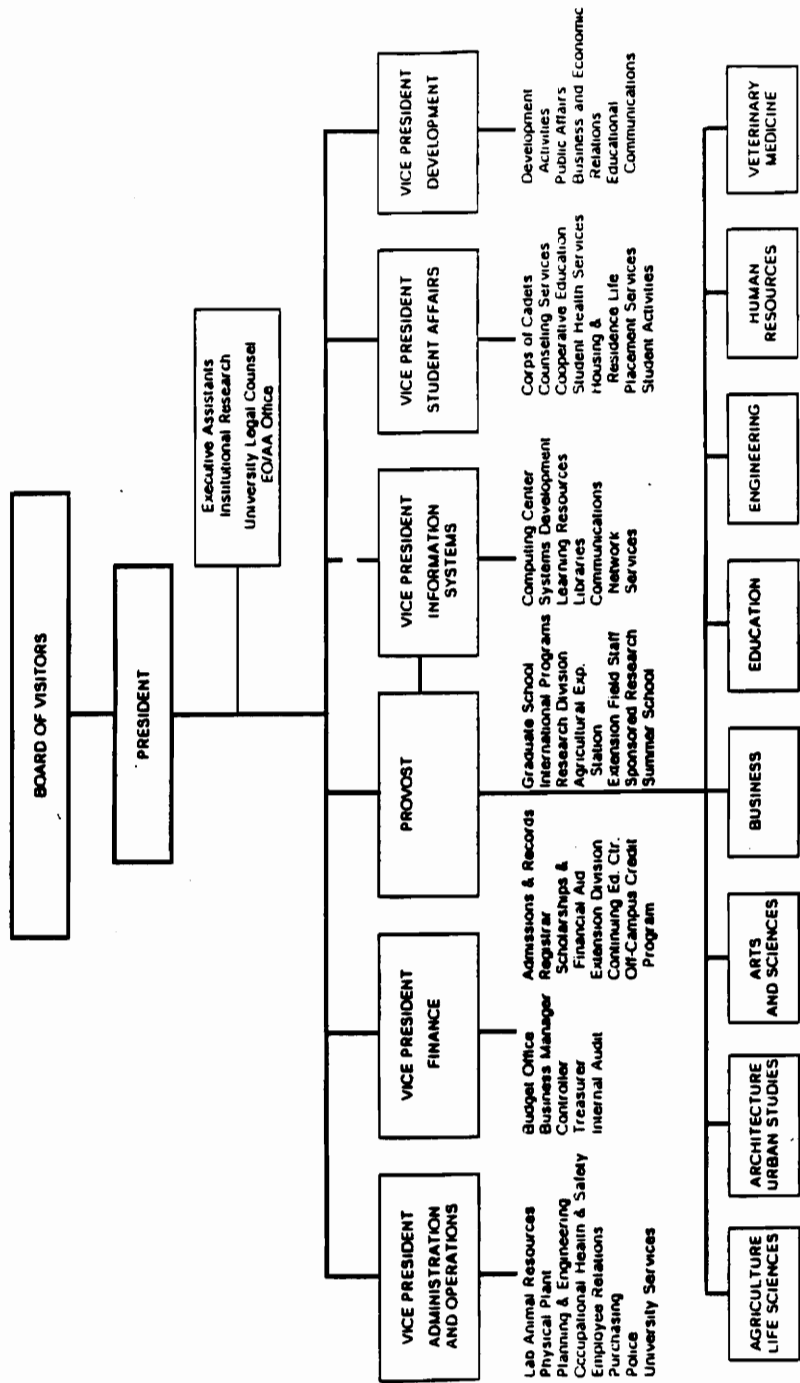 BOARD OF VISITORS
PRESIDENT
Executive Assistants
Institutional Research
University Legal Counsel
EO/AA Office
VICE PRESIDENT
ADMINISTRATION
AND OPERATIONS
Lab Animal Resources
Physical Plant
Planning & Engineering
Occupational Health & Safety
Employee Relations
Purchasing
Police
University Services
VICE PRESIDENT
FINANCE
Budget Office
Business Manager
Controller
Treasurer
Internal Audit
PROVOST
Admissions & Records
Registrar
Scholarships &
Financial Aid
Extension Division
Continuing Ed. Ctr.
Off-Campus Credit
Program
Graduate School
International Programs
Research Division
Agricultural Exp.
Station
Extension Field Staff
Sponsored Research
Summer School
VICE PRESIDENT
INFORMATION
SYSTEMS
Computing Center
Systems Development
Learning Resources
Libraries
Communications
Network
Services
VICE PRESIDENT
STUDENT AFFAIRS
Corps of Cadets
Counseling Services
Cooperative Education
Student Health Services
Housing &
Residence Life
Placement Services
Student Activities
VICE PRESIDENT
DEVELOPMENT
Development
Activities
Public Affairs
Business and Economic
Relations
Educational
Communications
AGRICULTURE
LIFE SCIENCES
ARCHITECTURE
URBAN STUDIES
ARTS
AND SCIENCES
BUSINESS
EDUCATION
ENGINEERING
HUMAN
RESOURCES
VETERINARY
MEDICINE